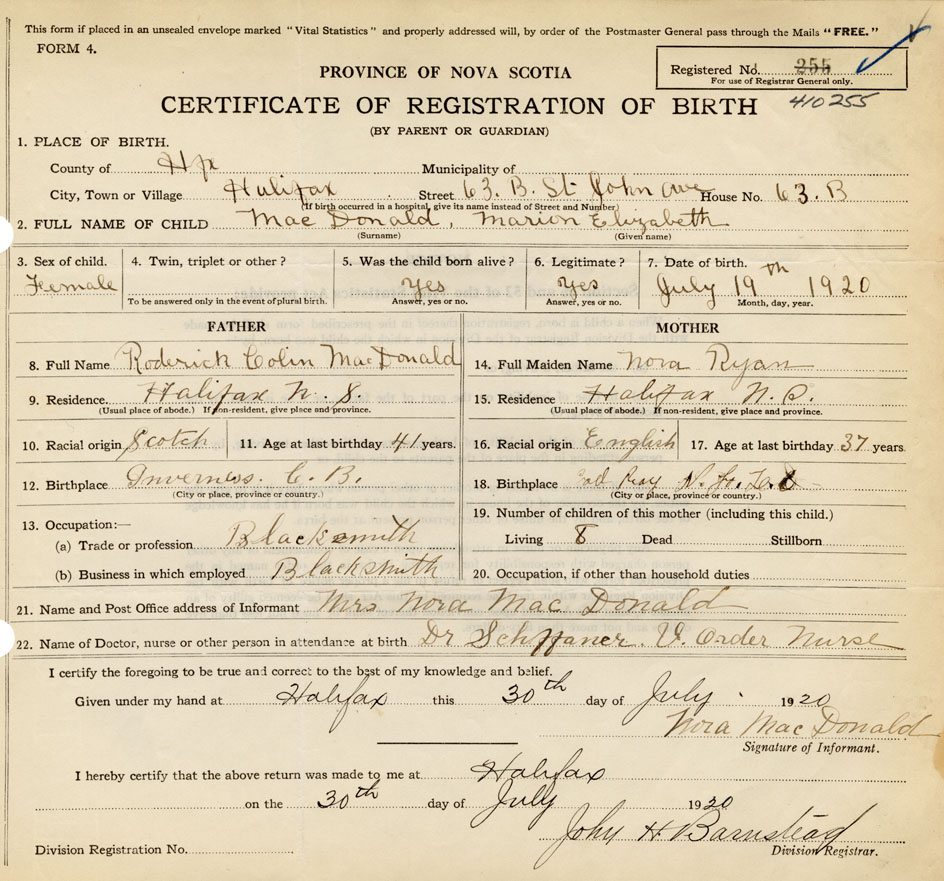 This form if placed in an unsealed envelope marked "Vital Statistics" and properly addressed will, by order of the Postmaster General pass through the Mails "FREE."
FORM 4.
Registered No. 255
For use of Registrar General only.
410255
PROVINCE OF NOVA SCOTIA
CERTIFICATE OF REGISTRATION OF BIRTH
(BY PARENT OR GUARDIAN)
1. PLACE OF BIRTH.
County of Hfx Municipality of
City, Town or Village Halifax Street 63. B. St John Ave House No. 63. B
(If birth occurred in a hospital, give its name instead of Street and Number)
2. FULL NAME OF CHILD Mac Donald, Marion Elizabeth
(Surname) (Given name)
3. Sex of child. 4. Twin, triplet or other? 5. Was the child born alive? 6. Legitimate? 7. Date of birth.
Female Yes Yes July 19th 1920
To be answered only in the event of plural birth. Answer, yes or no. Answer, yes or no. Month, day, year.
FATHER MOTHER
8. Full Name Roderick Colin MacDonald 14. Full Maiden Name Nora Ryan
9. Residence. Halifax N. S. 15. Residence Halifax N. S.
(Usual place of abode.) If non-resident, give place and province. (Usual place of abode.) If non-resident, give place and province.
10. Racial origin Scotch 11. Age at last birthday 41 years. 16. Racial origin English 17. Age at last birthday 37 years
12. Birthplace Inverness. C. B. 18. Birthplace
(City or place, province or country.) (City or place, province or country.)
13. Occupation:— 19. Number of children of this mother (including this child.)
(a) Trade or profession Blacksmith Living 8 Dead Stillborn
(b) Business in which employed Blacksmith 20. Occupation, if other than household duties
21. Name and Post Office address of Informant Mrs Nora Mac Donald
22. Name of Doctor, nurse or other person in attendance at birth Dr V. Order Nurse
I certify the foregoing to be true and correct to the best of my knowledge and belief.
Given under my hand at Halifax this 30th day of July. 1920
Nora Mac Donald
Signature of Informant.
I hereby certify that the above return was made to me at Halifax
on the 30th day of July 1920
John H Barnstead
Division Registration No. Division Registrar.